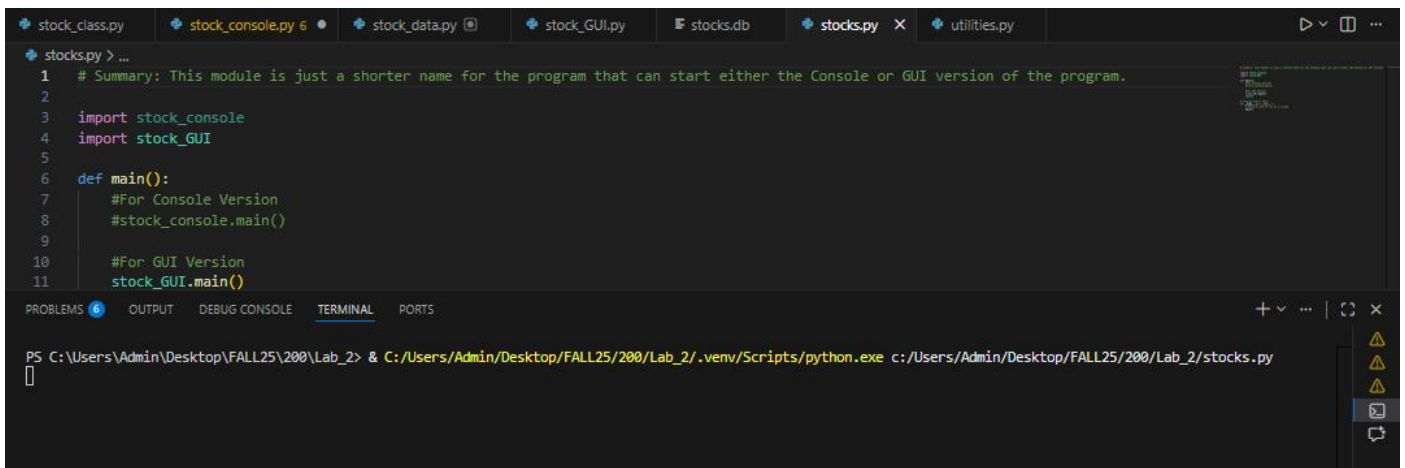 stock_class.py stock_console.py 6 stock_data.py stock_GUI.py stocks.db stocks.py utilities.py
stocks.py > ...
1 # Summary: This module is just a shorter name for the program that can start either the Console or GUI version of the program.
2
3 import stock_console
4 import stock_GUI
5
6 def main():
7 #For Console Version
8 #stock_console.main()
9
10 #For GUI Version
11 stock_GUI.main()
PROBLEMS 6 OUTPUT DEBUG CONSOLE TERMINAL PORTS
PS C:\Users\Admin\Desktop\FALL25\200\Lab_2> & C:/Users/Admin/Desktop/FALL25/200/Lab_2/.venv/Scripts/python.exe c:/Users/Admin/Desktop/FALL25/200/Lab_2/stocks.py